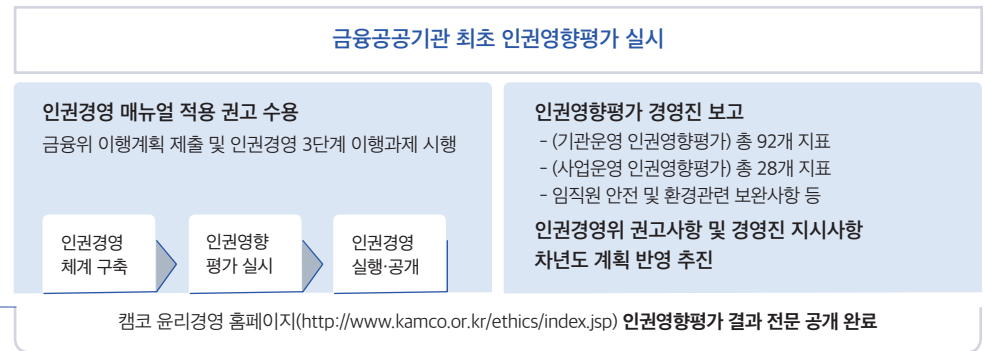 금융공공기관 최초 인권영향평가 실시
인권경영 매뉴얼 적용 권고 수용
금융위 이행계획 제출 및 인권경영 3단계 이행과제 시행
인권경영
체계 구축
인권영향
평가 실시
인권경영
실행·공개
인권영향평가 경영진 보고
- (기관운영 인권영향평가) 총 92개 지표
- (사업운영 인권영향평가) 총 28개 지표
- 임직원 안전 및 환경관련 보완사항 등
인권경영위 권고사항 및 경영진 지시사항
차년도 계획 반영 추진
캠코 윤리경영 홈페이지(http://www.kamco.or.kr/ethics/index.jsp) 인권영향평가 결과 전문 공개 완료